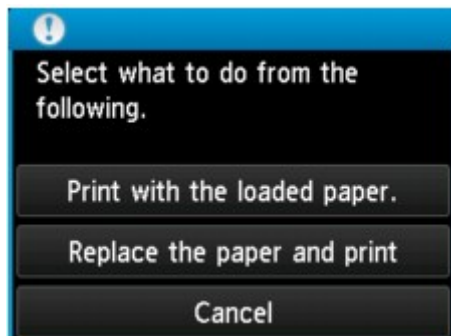 Select what to do from the
following.
Print with the loaded paper.
Replace the paper and print
Cancel